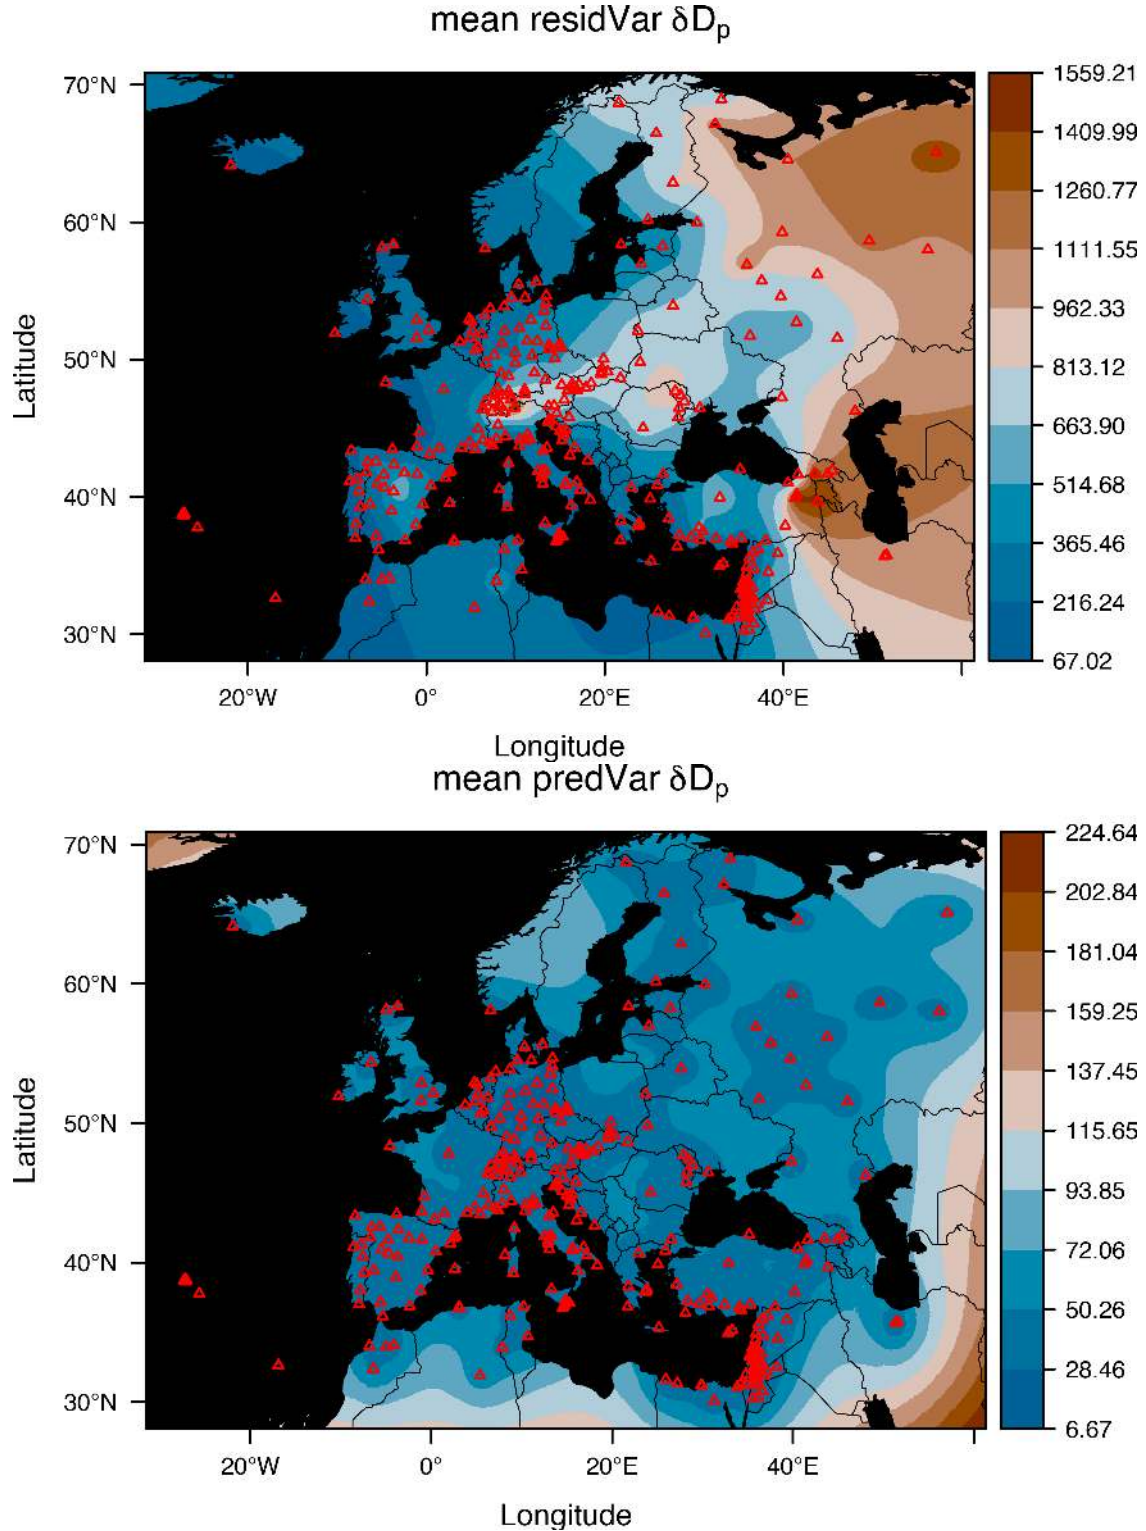 mean residVar δDp
70°N
60°N
50°N
40°N
30°N
Latitude
20°W 0° 20°E 40°E
Longitude
1559.21
1409.99
1260.77
1111.55
962.33
813.12
663.90
514.68
365.46
216.24
67.02
mean predVar δDp
70°N
60°N
50°N
40°N
30°N
Latitude
20°W 0° 20°E 40°E
Longitude
224.64
202.84
181.04
159.25
137.45
115.65
93.85
72.06
50.26
28.46
6.67